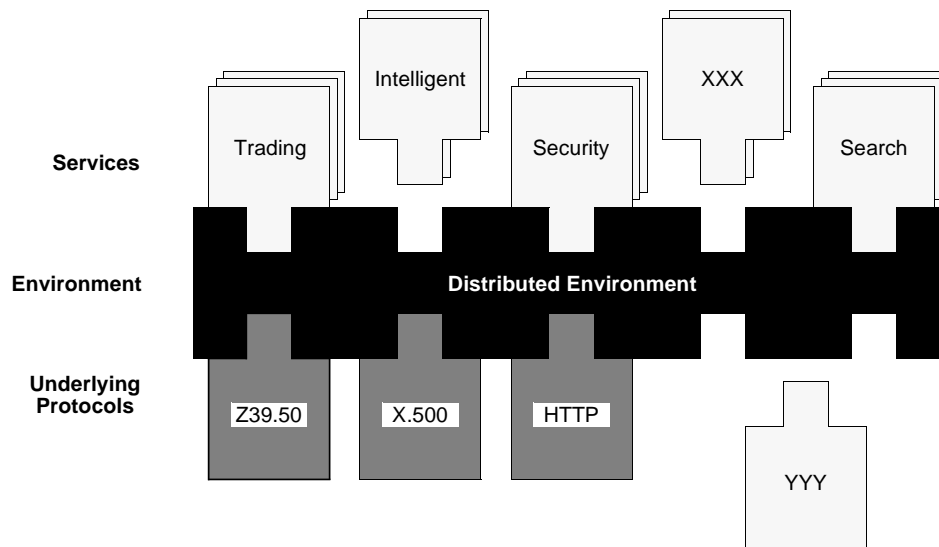 Intelligent
XXX
Trading
Security
Search
Services
Environment
Distributed Environment
Underlying
Protocols
Z39.50
X.500
HTTP
YYY